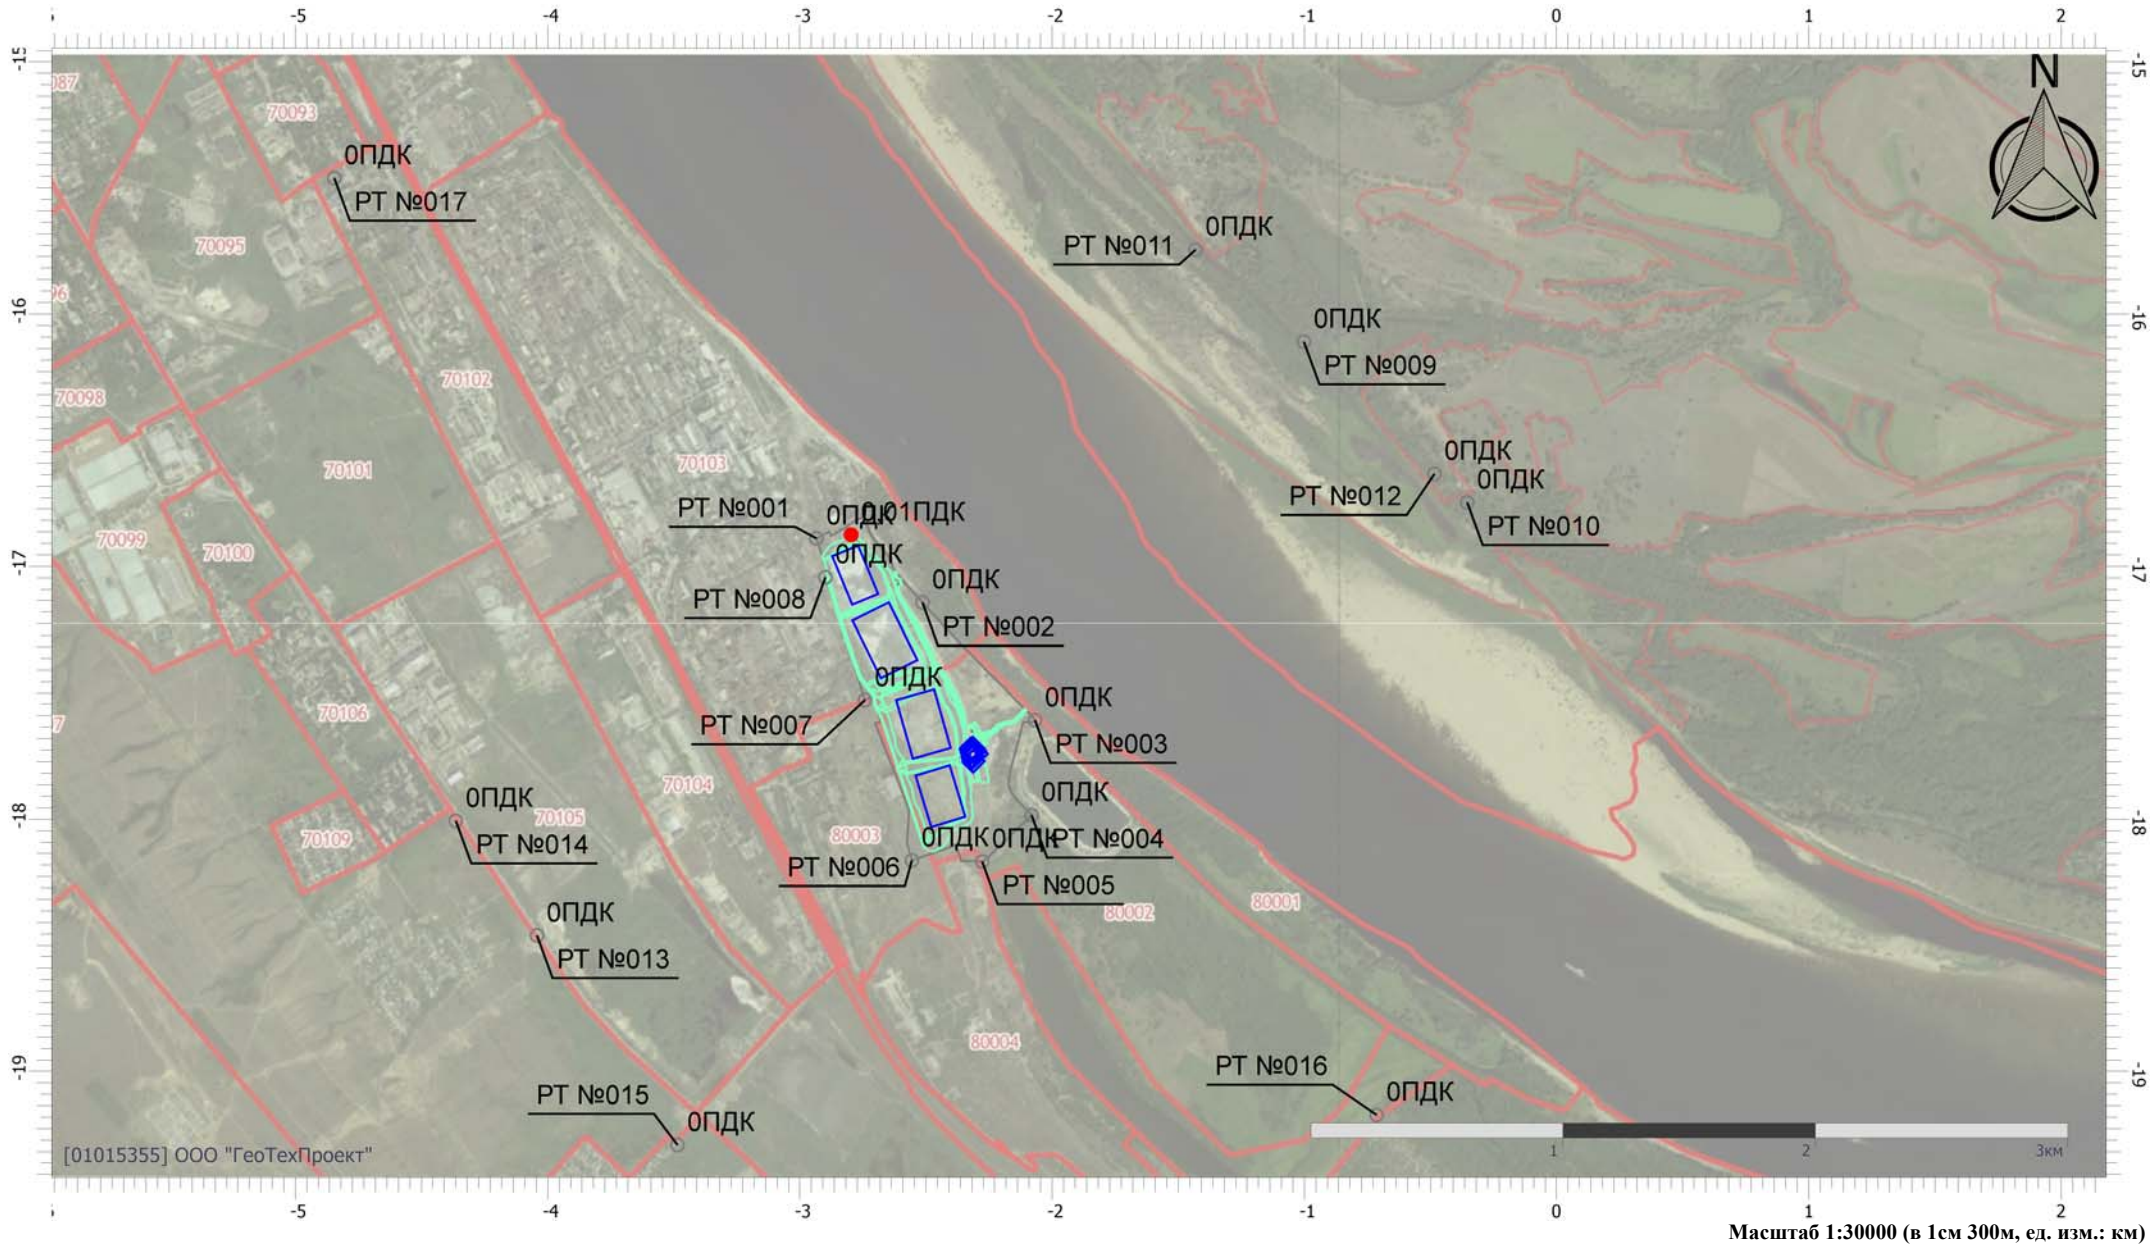 -5 -4 -3 -2 -1 0 1 2
-15
-15
N
70093
0ПДК
РТ №017
70095
РТ №011
0ПДК
-16
-16
0ПДК
РТ №009
70102
70098
70101
70103
0ПДК
РТ №012
0ПДК
РТ №010
РТ №001
0ПДК
0.01ПДК
0ПДК
70099
70100
-17
-17
РТ №008
0ПДК
РТ №002
0ПДК
РТ №007
0ПДК
РТ №003
70106
70104
0ПДК
РТ №014
70105
70109
0ПДК
РТ №004
80003
0ПДК
0ПДК
РТ №006
РТ №005
-18
-18
80002
80001
0ПДК
РТ №013
80004
РТ №016
0ПДК
-19
-19
РТ №015
0ПДК
[01015355] ООО "ГеоТехПроект"
1 2 3км
-5 -4 -3 -2 -1 0 1 2
Масштаб 1:30000 (в 1см 300м, ед. изм.: км)